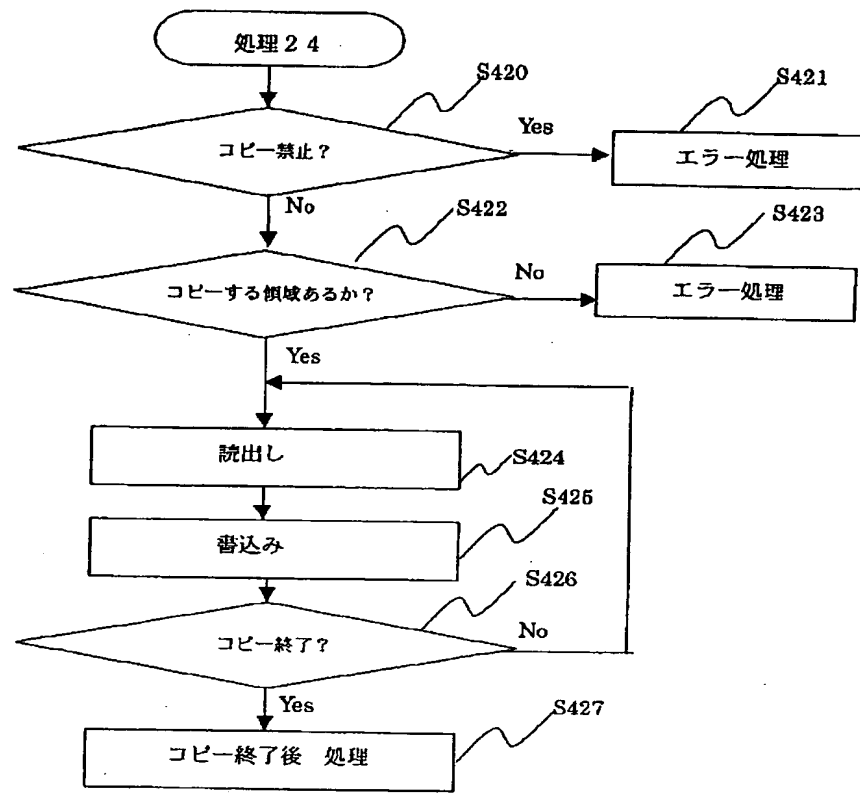 処理24
S420
S421
コピー禁止?
Yes
エラー処理
No
S422
S423
コピーする領域あるか?
No
エラー処理
Yes
読出し
S424
S425
書込み
S426
コピー終了?
No
Yes
S427
コピー終了後 処理